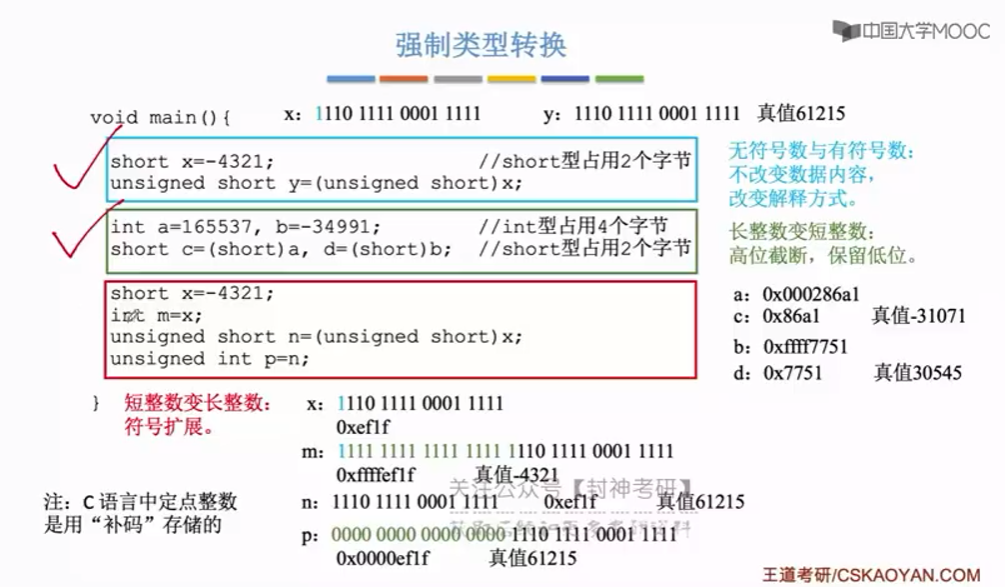 中国大学MOOC
强制类型转换
void main(){
x: 1110 1111 0001 1111
y: 1110 1111 0001 1111 真值61215
short x=-4321; //short型占用2个字节
unsigned short y=(unsigned short)x;
无符号数与有符号数:
不改变数据内容,
改变解释方式。
int a=165537, b=-34991; //int型占用4个字节
short c=(short)a, d=(short)b; //short型占用2个字节
长整数变短整数:
高位截断,保留低位。
short x=-4321;
int m=x;
unsigned short n=(unsigned short)x;
unsigned int p=n;
a: 0x000286a1
c: 0x86a1 真值-31071
b: 0xffff7751
d: 0x7751 真值30545
}
短整数变长整数:
符号扩展。
x: 1110 1111 0001 1111
0xef1f
m: 1111 1111 1111 1111 1110 1111 0001 1111
0xffffef1f 真值-4321
关注公众号【封神考研】
注:C 语言中定点整数
是用“补码”存储的
n: 1110 1111 0001 1111 0xef1f 真值61215
p: 0000 0000 0000 0000 1110 1111 0001 1111
0x0000ef1f 真值61215
王道考研/CSKAOYAN.COM